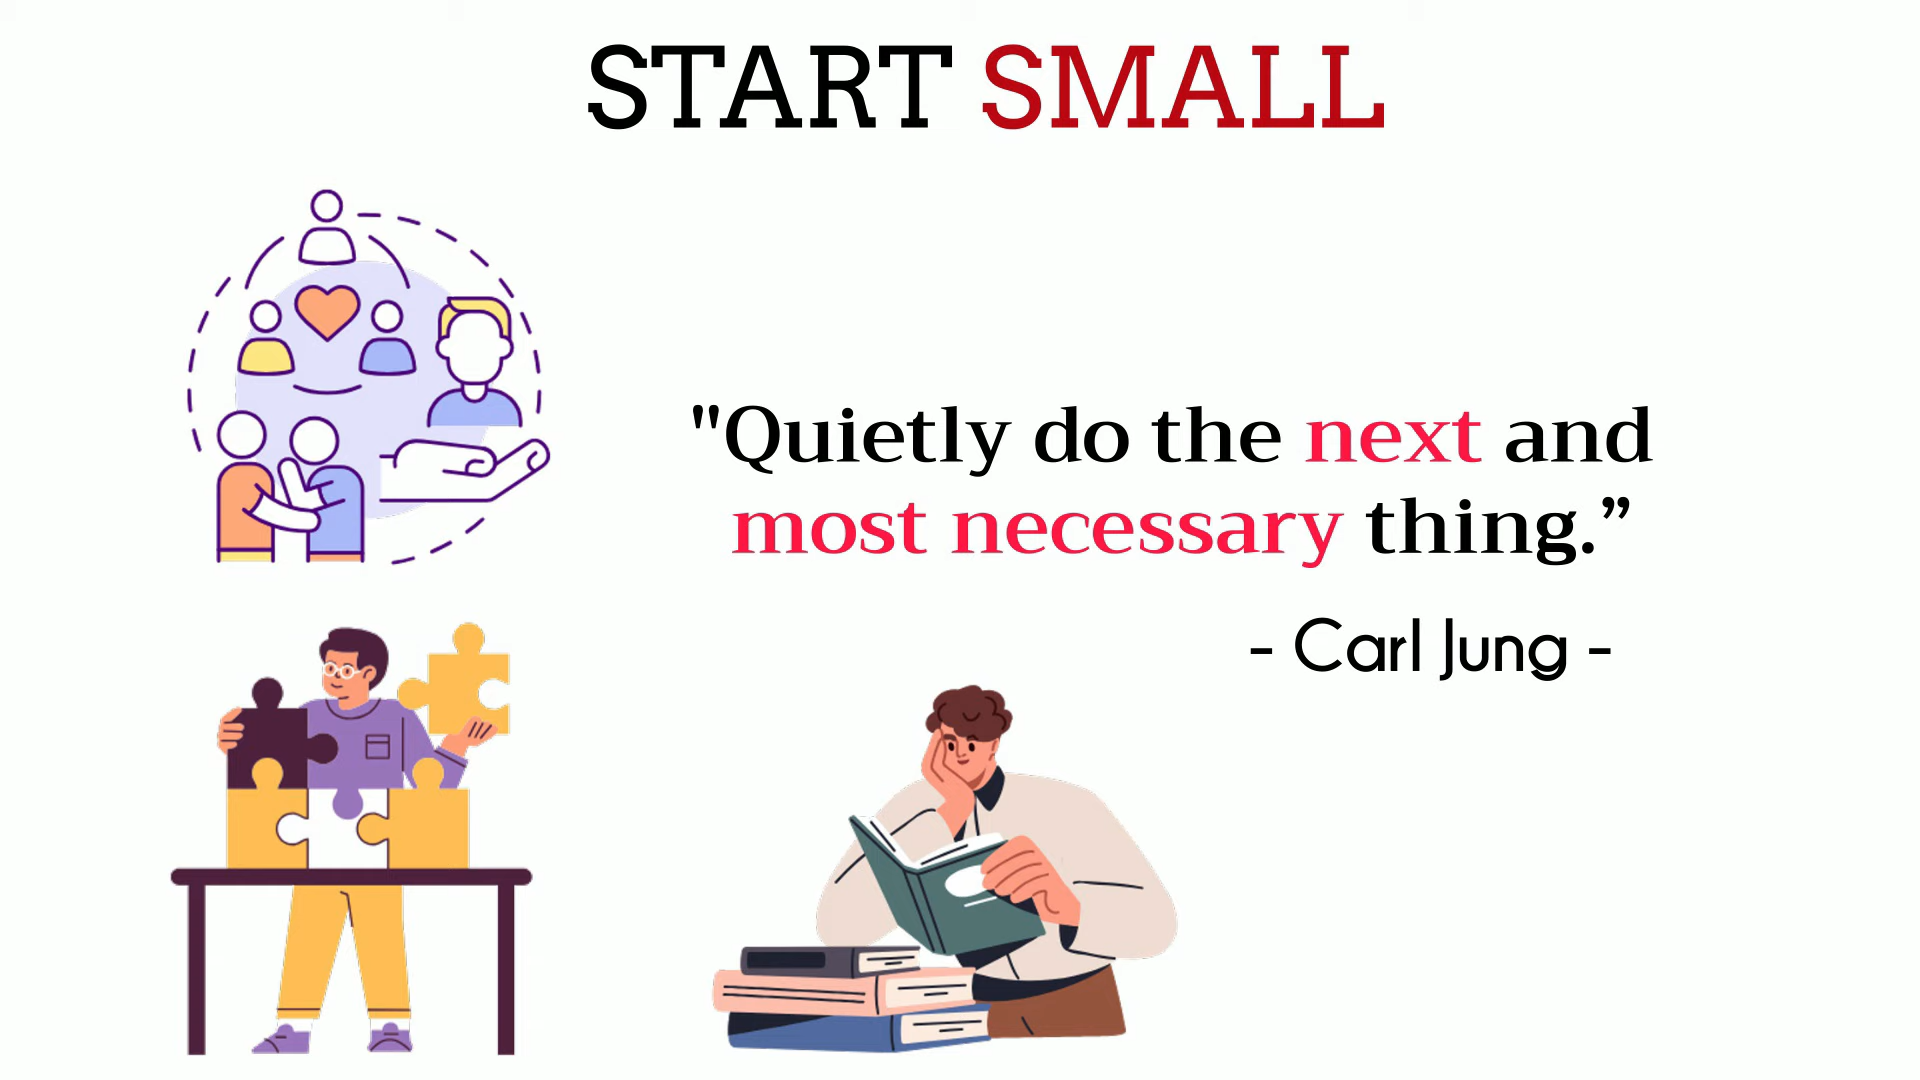 START SMALL
"Quietly do the next and
most necessary thing.”
- Carl Jung -